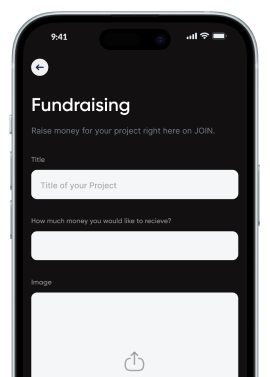 9:41
Fundraising
Raise money for your project right here on JOIN.
Title
Title of your Project
How much money you would like to recieve?
Image